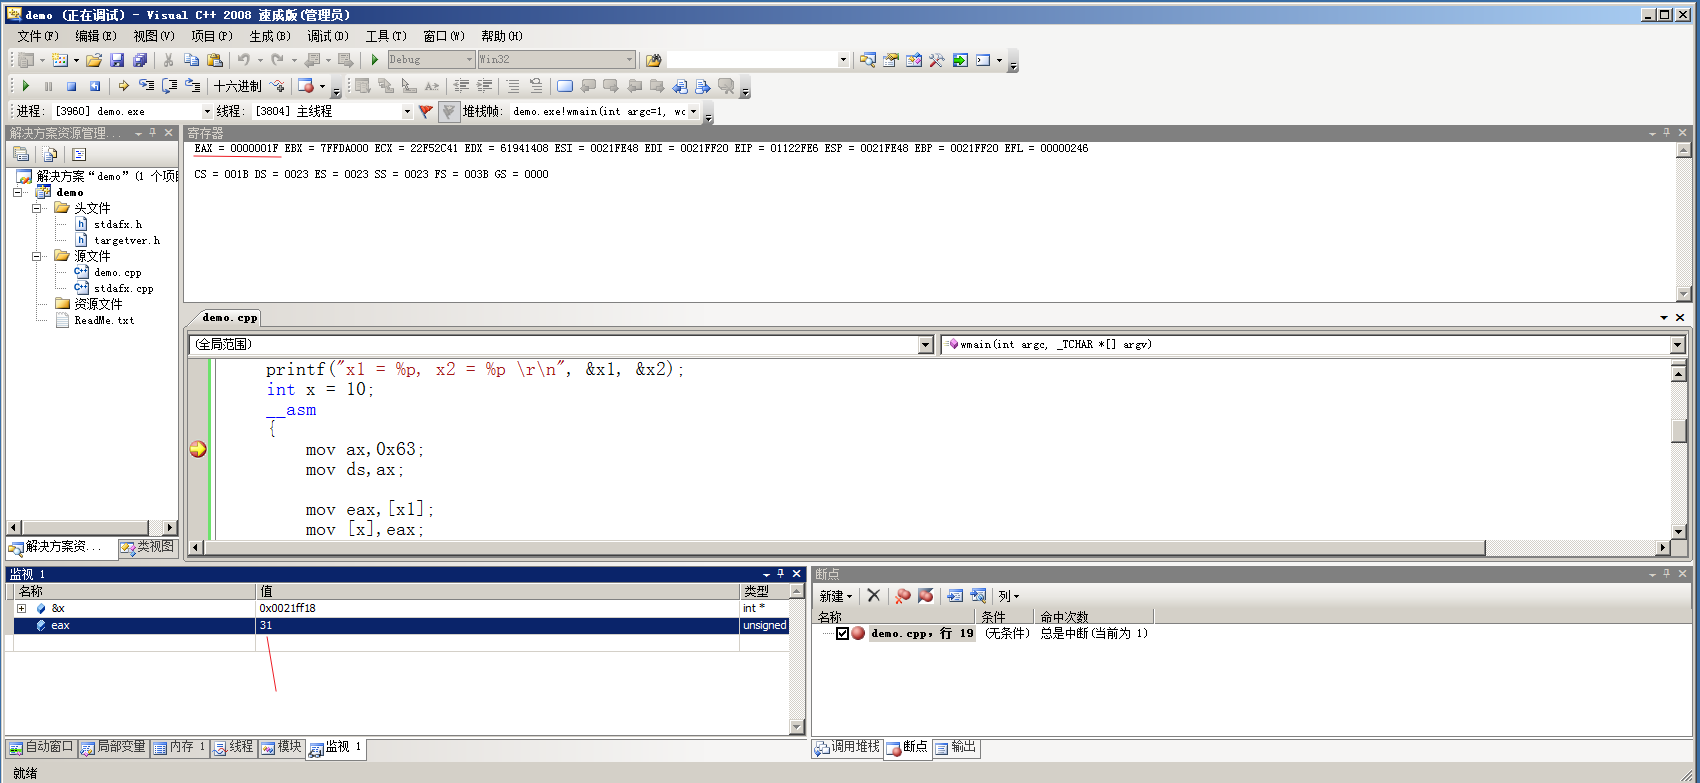 demo (正在调试) - Visual C++ 2008 速成版(管理员)
文件(F) 编辑(E) 视图(V) 项目(P) 生成(B) 调试(D) 工具(T) 窗口(W) 帮助(H)
Debug Win32
十六进制
进程: [3960] demo.exe 线程: [3804] 主线程 堆栈帧: demo.exe!wmain(int argc=1, wc
解决方案资源管理...
解决方案“demo”(1 个项目
demo
头文件
stdafx.h
targetver.h
源文件
demo.cpp
stdafx.cpp
资源文件
ReadMe.txt
解决方案资... 类视图
寄存器
EAX = 0000001F EBX = 7FFDA000 ECX = 22F52C41 EDX = 61941408 ESI = 0021FE48 EDI = 0021FF20 EIP = 01122FE6 ESP = 0021FE48 EBP = 0021FF20 EFL = 00000246
CS = 001B DS = 0023 ES = 0023 SS = 0023 FS = 003B GS = 0000
demo.cpp
(全局范围) wmain(int argc, _TCHAR *[] argv)
printf("x1 = %p, x2 = %p \r\n", &x1, &x2);
int x = 10;
__asm
{
mov ax,0x63;
mov ds,ax;
mov eax,[x1];
mov [x],eax;
监视 1
名称 值 类型
&x 0x0021ff18 int *
eax 31 unsigned
自动窗口 局部变量 内存 1 线程 模块 监视 1
断点
新建 列
名称 条件 命中次数
demo.cpp，行 19 (无条件) 总是中断(当前为 1)
调用堆栈 断点 输出
就绪